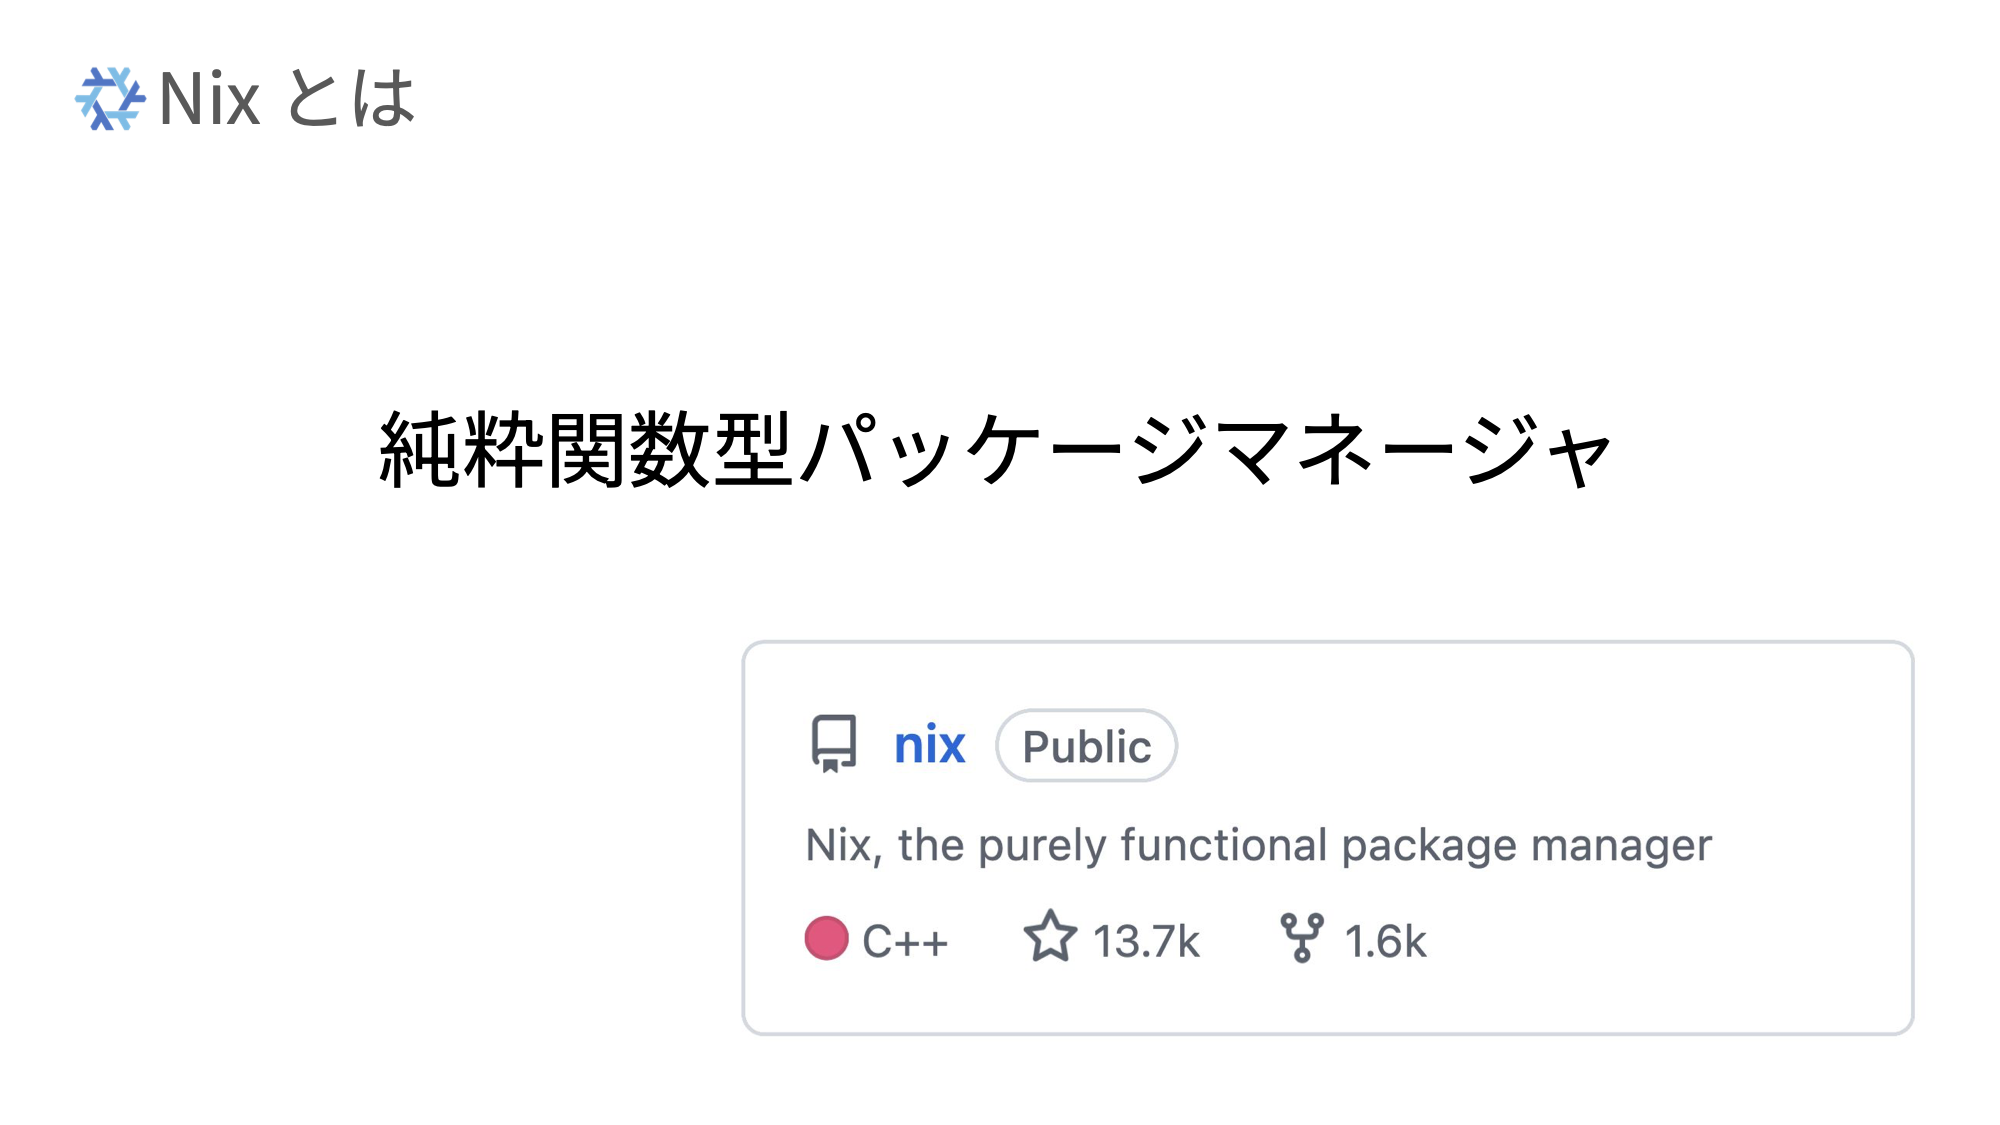 Nix とは
純粋関数型パッケージマネージャ
nix Public
Nix, the purely functional package manager
C++ 13.7k 1.6k